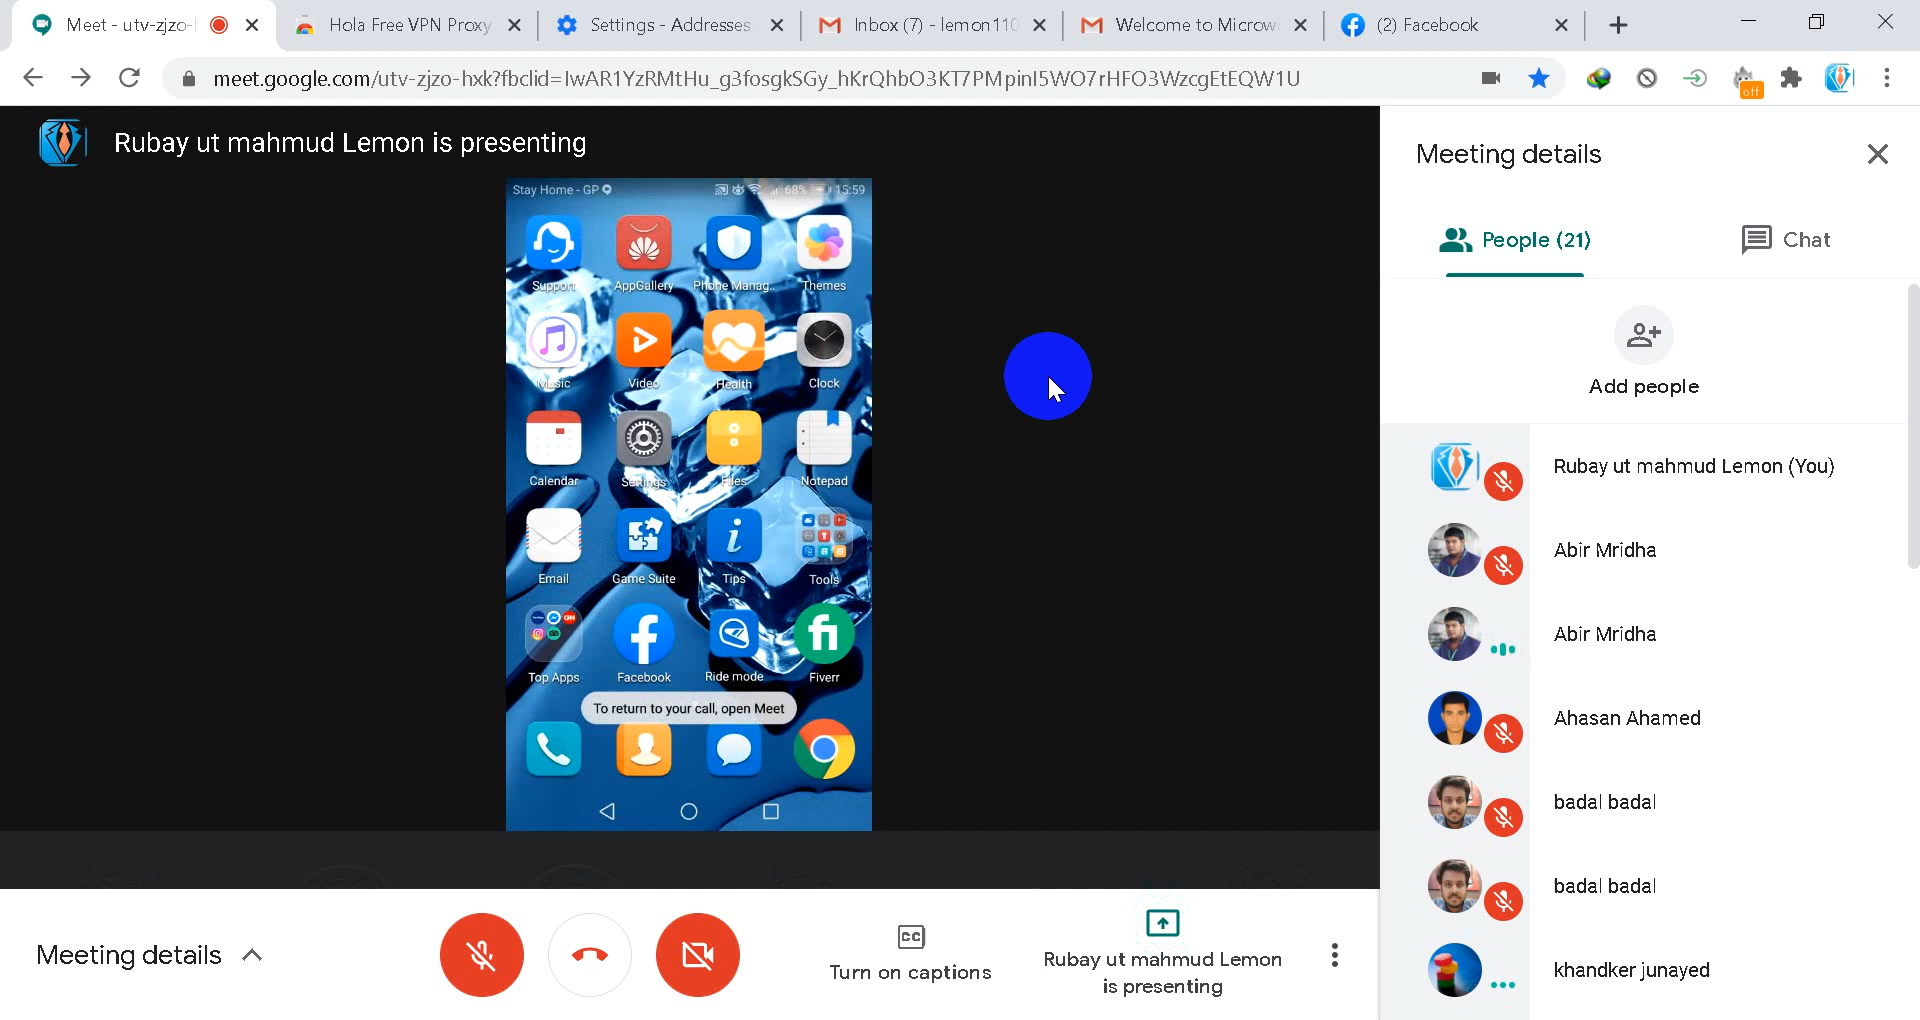 Meet - utv-zjzo-
Hola Free VPN Proxy
Settings - Addresses
Inbox (7) - lemon110
Welcome to Microw
(2) Facebook
meet.google.com/utv-zjzo-hxk?fbclid=IwAR1YzRMtHu_g3fosgkSGy_hKrQhbO3KT7PMpinI5WO7rHFO3WzcgEtEQW1U
off
Rubay ut mahmud Lemon is presenting
Stay Home - GP
68%
15:59
Support
AppGallery
Phone Manag..
Themes
Music
Video
Health
Clock
Calendar
Settings
Files
Notepad
Email
Game Suite
Tips
Tools
Top Apps
Facebook
Ride mode
Fiverr
To return to your call, open Meet
Meeting details
People (21)
Chat
Add people
Rubay ut mahmud Lemon (You)
Abir Mridha
Abir Mridha
Ahasan Ahamed
badal badal
badal badal
khandker junayed
Meeting details
CC
Turn on captions
Rubay ut mahmud Lemon
is presenting